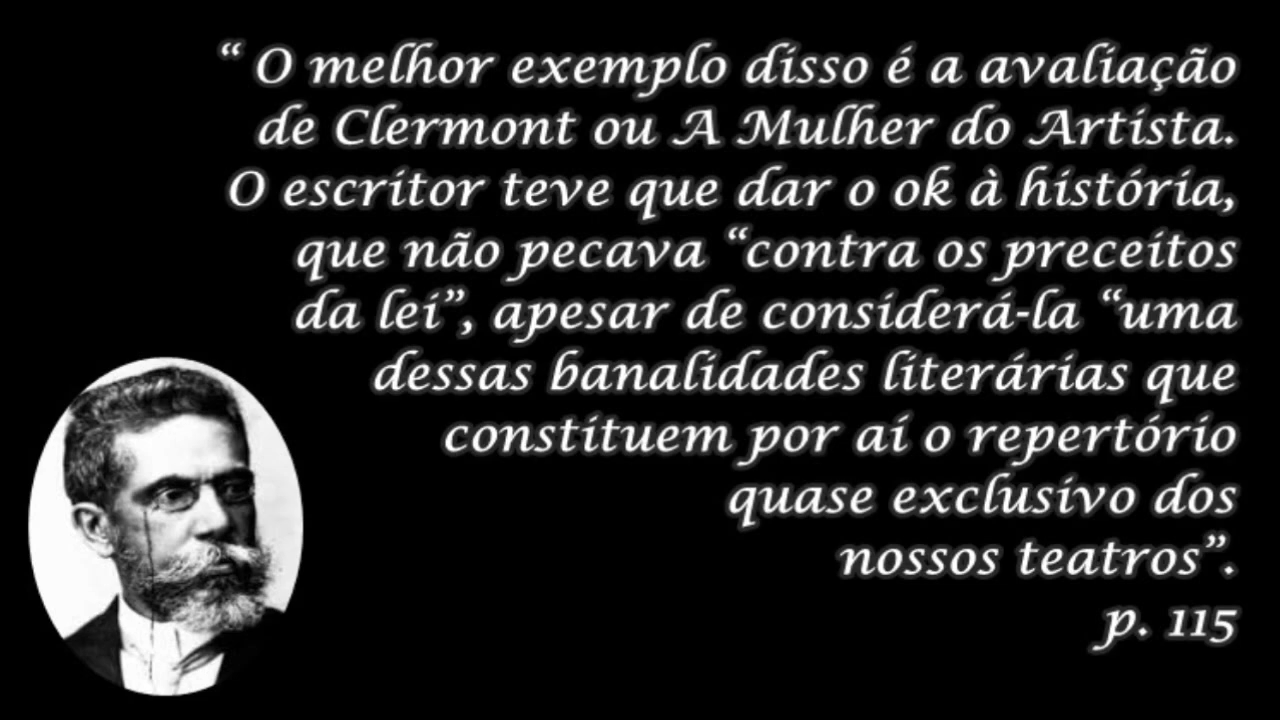 “ O melhor exemplo disso é a avaliação
de Clermont ou A Mulher do Artista.
O escritor teve que dar o ok à história,
que não pecava “contra os preceitos
da lei”, apesar de considerá-la “uma
dessas banalidades literárias que
constituem por aí o repertório
quase exclusivo dos
nossos teatros”.
p. 115